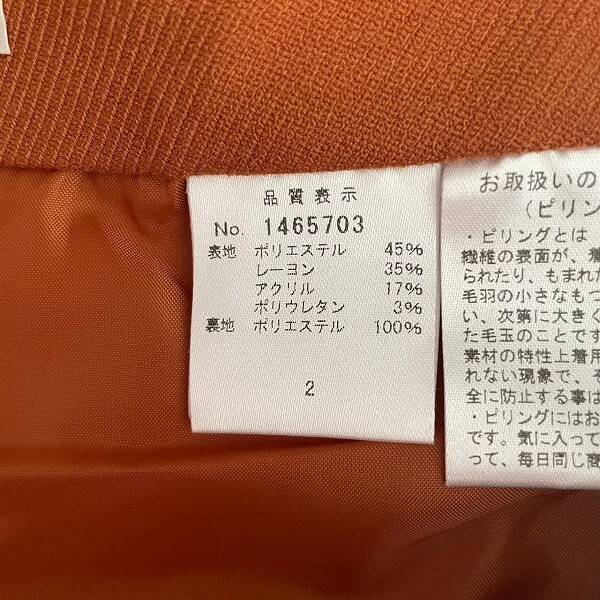 品質表示
No. 1465703
表地 ポリエステル 45%
レーヨン 35%
アクリル 17%
ポリウレタン 3%
裏地 ポリエステル 100%
2
お取扱いの
(ピリン
・ピリングとは
繊維の表面が、
られたり、もまれ
毛羽の小さなもつ
い、次第に大きく
た毛玉のことです
素材の特性上着用
れない現象で、そ
全に防止する事は
・ピリングにはお
です。気に入って
って、毎日同じ商